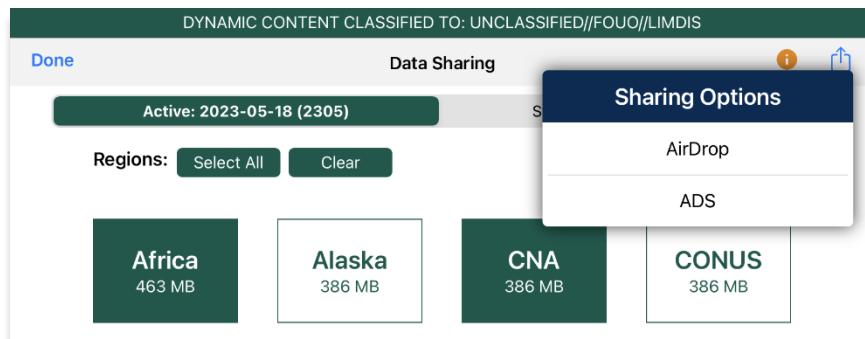 DYNAMIC CONTENT CLASSIFIED TO: UNCLASSIFIED//FOUO//LIMDIS
Done
Data Sharing
Sharing Options
AirDrop
ADS
Active: 2023-05-18 (2305)
S
Regions:
Select All
Clear
Africa
463 MB
Alaska
386 MB
CNA
386 MB
CONUS
386 MB